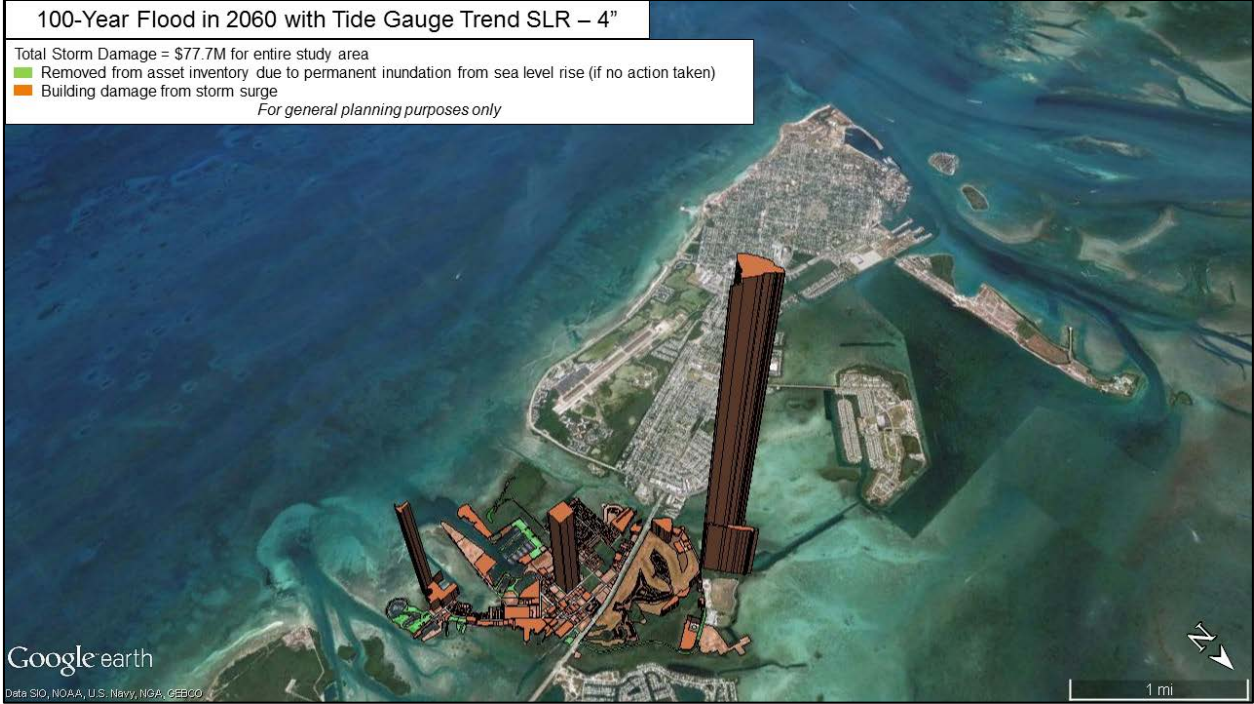 100-Year Flood in 2060 with Tide Gauge Trend SLR – 4”
Total Storm Damage = $77.7M for entire study area
Removed from asset inventory due to permanent inundation from sea level rise (if no action taken)
Building damage from storm surge
For general planning purposes only
N
Google earth
Data SIO, NOAA, U.S. Navy, NGA, GEBCO
1 mi